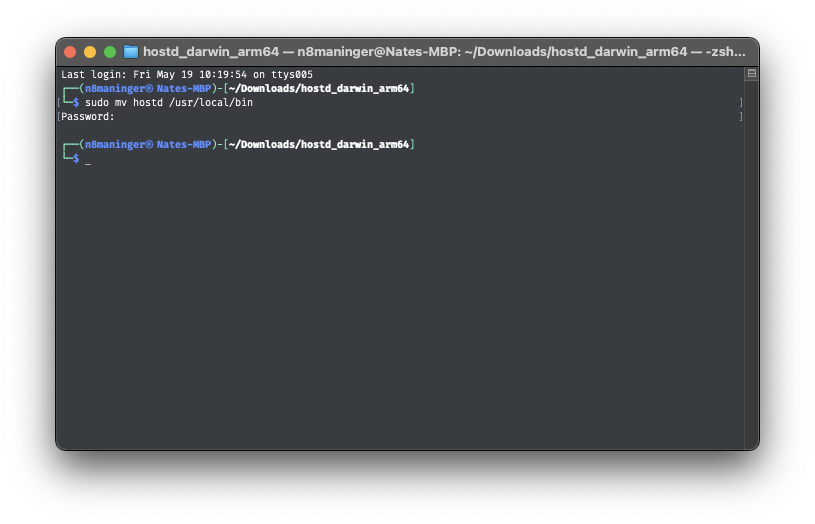 hostd_darwin_arm64 — n8maninger@Nates-MBP: ~/Downloads/hostd_darwin_arm64 — -zsh...
Last login: Fri May 19 10:19:54 on ttys005
┌──(n8maninger㉿Nates-MBP)-[~/Downloads/hostd_darwin_arm64]
[└─$ sudo mv hostd /usr/local/bin ]
[Password: ]
┌──(n8maninger㉿Nates-MBP)-[~/Downloads/hostd_darwin_arm64]
└─$ _